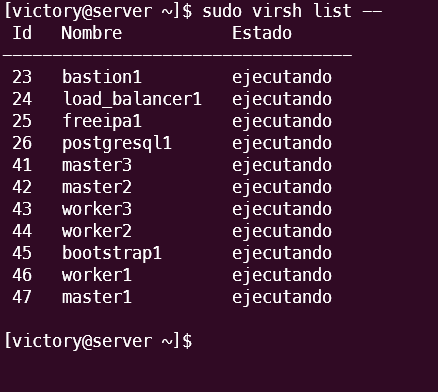 [victory@server ~]$ sudo virsh list --
Id Nombre Estado
-----------------------------------
23 bastion1 ejecutando
24 load_balancer1 ejecutando
25 freeipa1 ejecutando
26 postgresql1 ejecutando
41 master3 ejecutando
42 master2 ejecutando
43 worker3 ejecutando
44 worker2 ejecutando
45 bootstrap1 ejecutando
46 worker1 ejecutando
47 master1 ejecutando
[victory@server ~]$